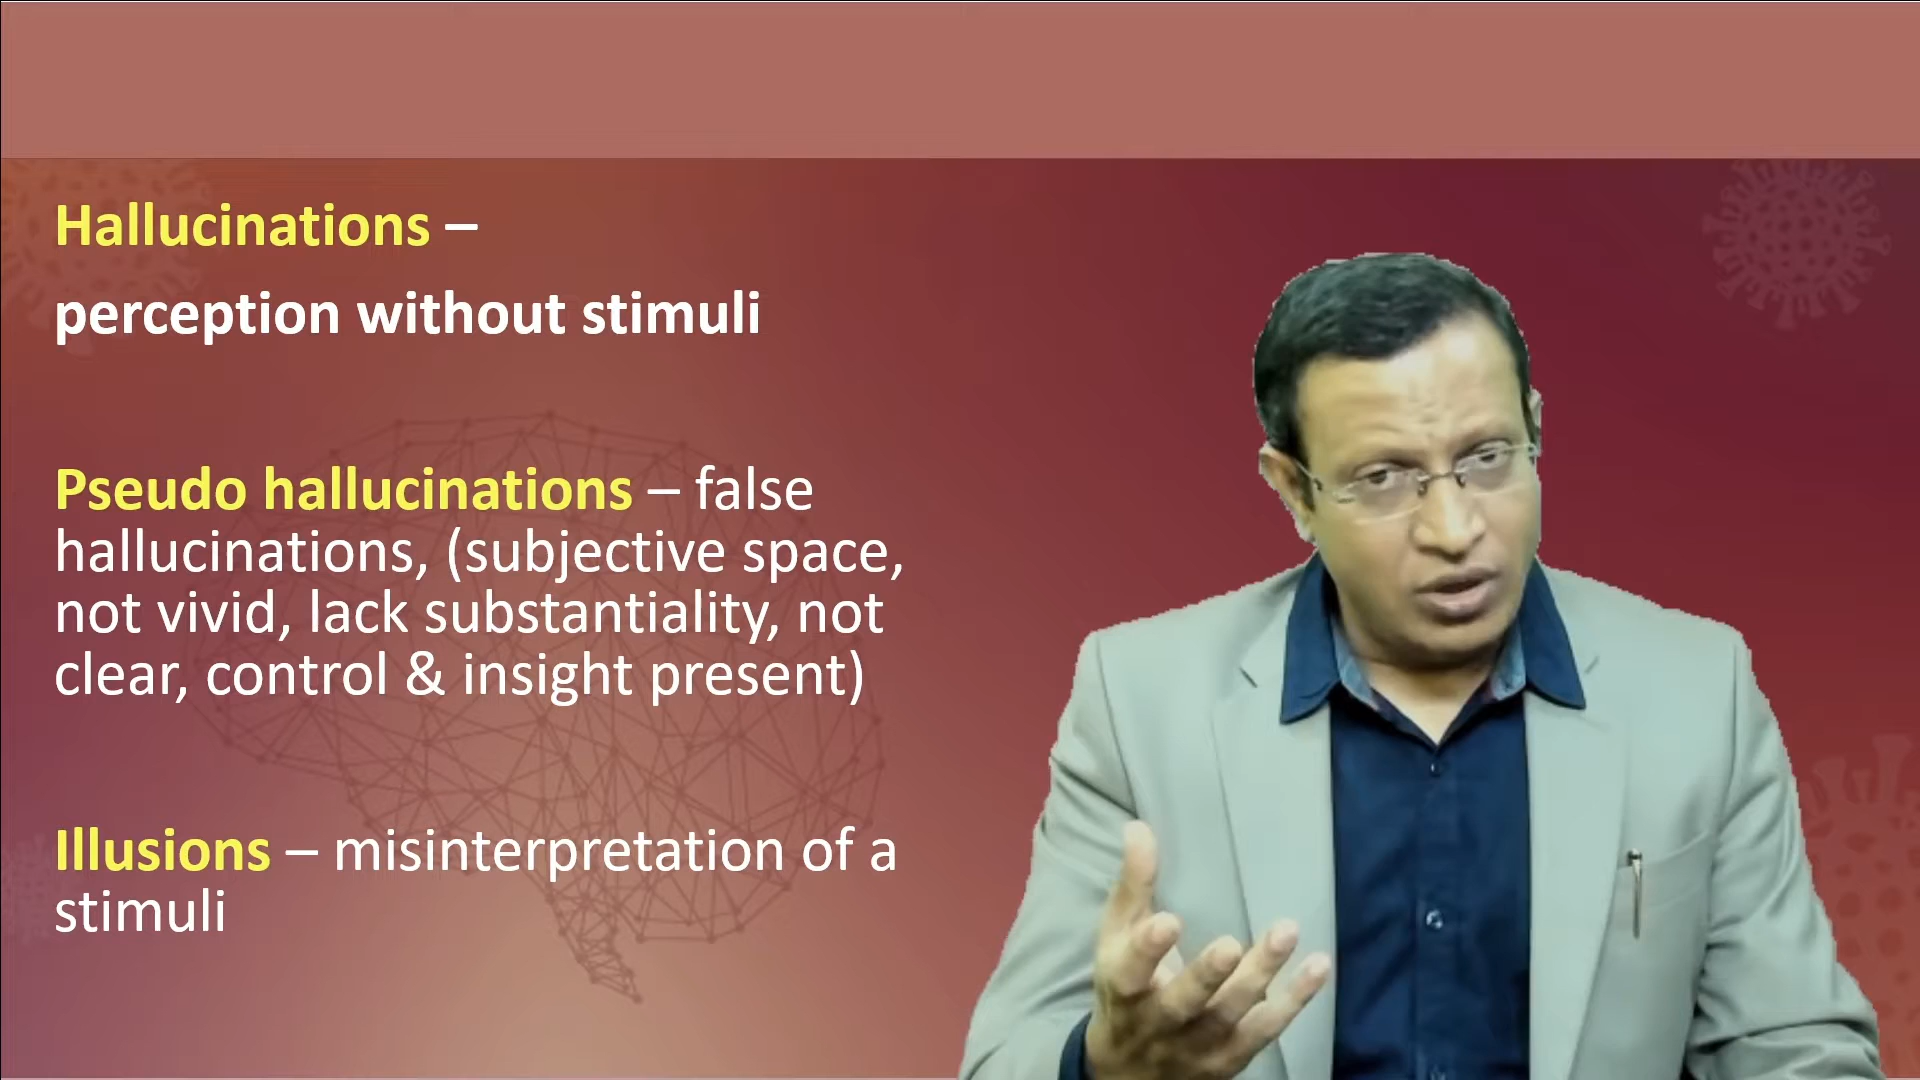 Hallucinations –
perception without stimuli
Pseudo hallucinations – false
hallucinations, (subjective space,
not vivid, lack substantiality, not
clear, control & insight present)
Illusions – misinterpretation of a
stimuli